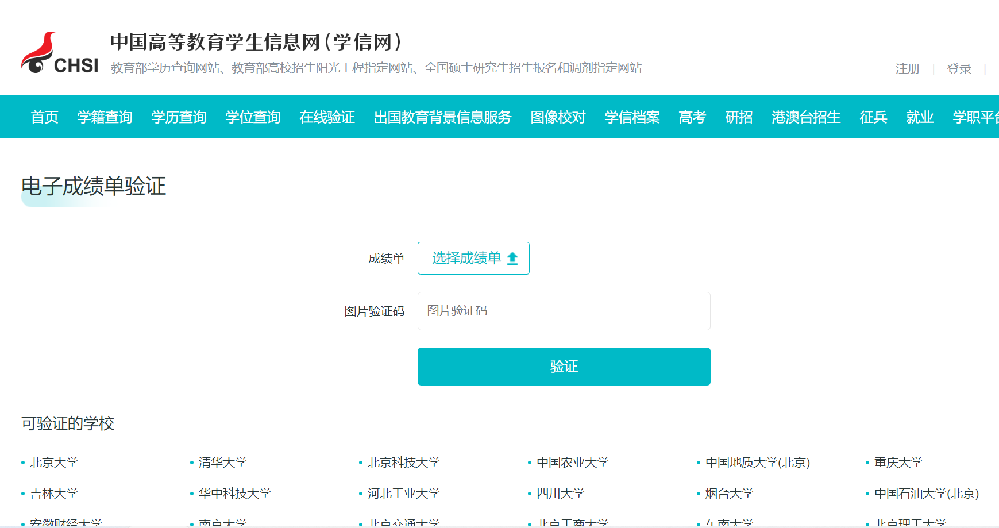 中国高等教育学生信息网(学信网)
CHSI
教育部学历查询网站、教育部高校招生阳光工程指定网站、全国硕士研究生招生报名和调剂指定网站
注册 | 登录 |
首页 学籍查询 学历查询 学位查询 在线验证 出国教育背景信息服务 图像校对 学信档案 高考 研招 港澳台招生 征兵 就业 学职平台
电子成绩单验证
成绩单 选择成绩单
图片验证码 图片验证码
验证
可验证的学校
北京大学 清华大学 北京科技大学 中国农业大学 中国地质大学(北京) 重庆大学
吉林大学 华中科技大学 河北工业大学 四川大学 烟台大学 中国石油大学(北京)
安徽财经大学 南京大学 北京交通大学 北京工商大学 东南大学 北京理工大学